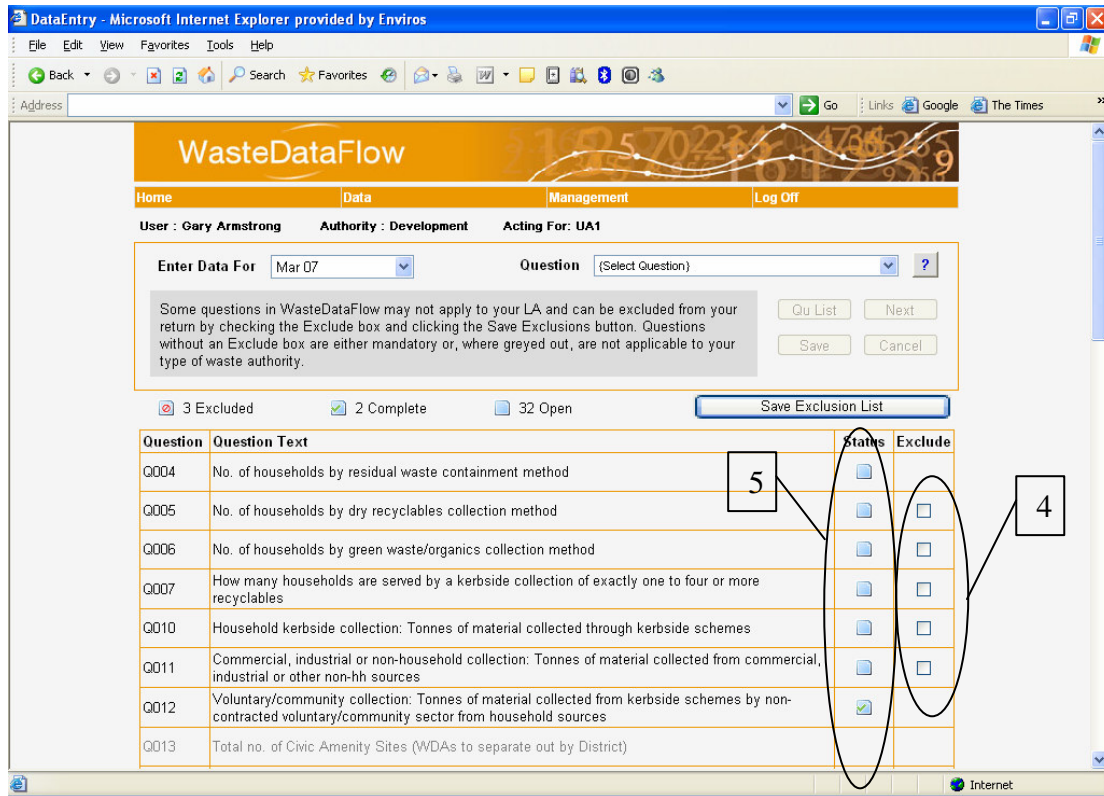 DataEntry - Microsoft Internet Explorer provided by Enviros
File Edit View Favorites Tools Help
Back Search Favorites
Address Go Links Google The Times »
WasteDataFlow
Home Data Management Log Off
User : Gary Armstrong Authority : Development Acting For: UA1
Enter Data For Mar 07 Question {Select Question} ?
Some questions in WasteDataFlow may not apply to your LA and can be excluded from your
return by checking the Exclude box and clicking the Save Exclusions button. Questions
without an Exclude box are either mandatory or, where greyed out, are not applicable to your
type of waste authority.
Qu List Next
Save Cancel
3 Excluded 2 Complete 32 Open Save Exclusion List
Question Question Text Status Exclude
Q004 No. of households by residual waste containment method
5
4
Q005 No. of households by dry recyclables collection method
Q006 No. of households by green waste/organics collection method
Q007 How many households are served by a kerbside collection of exactly one to four or more
recyclables
Q010 Household kerbside collection: Tonnes of material collected through kerbside schemes
Q011 Commercial, industrial or non-household collection: Tonnes of material collected from commercial,
industrial or other non-hh sources
Q012 Voluntary/community collection: Tonnes of material collected from kerbside schemes by non-
contracted voluntary/community sector from household sources
Q013 Total no. of Civic Amenity Sites (WDAs to separate out by District)
Internet